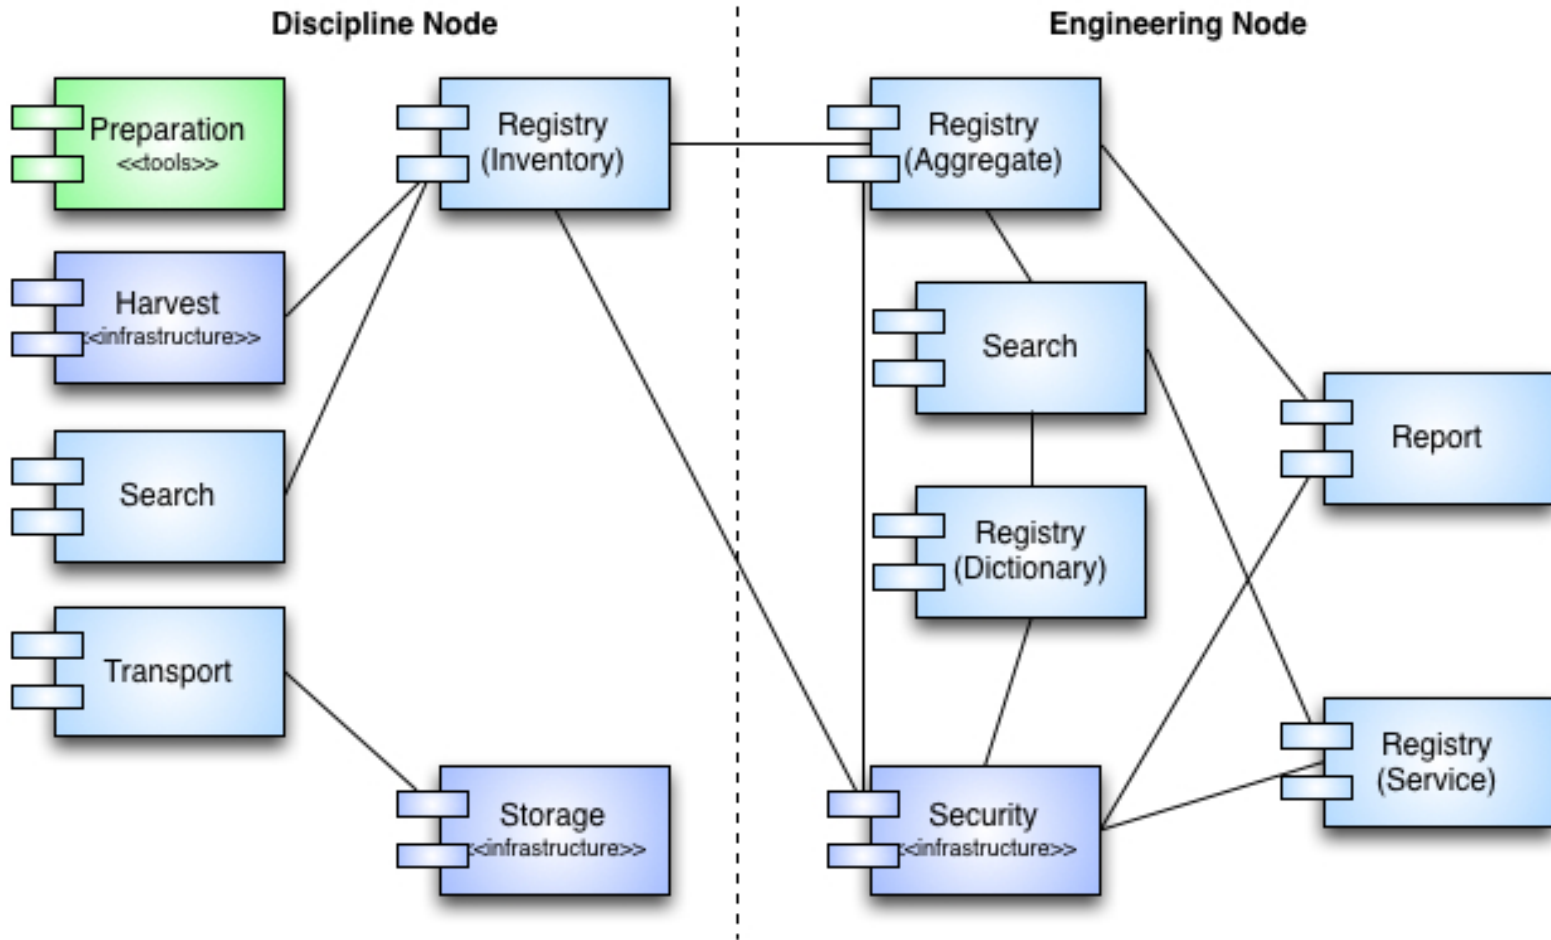 Discipline Node
Engineering Node
Preparation
<<tools>>
Registry
(Inventory)
Registry
(Aggregate)
Harvest
<<infrastructure>>
Search
Search
Report
Registry
(Dictionary)
Transport
Registry
(Service)
Storage
<<infrastructure>>
Security
<<infrastructure>>